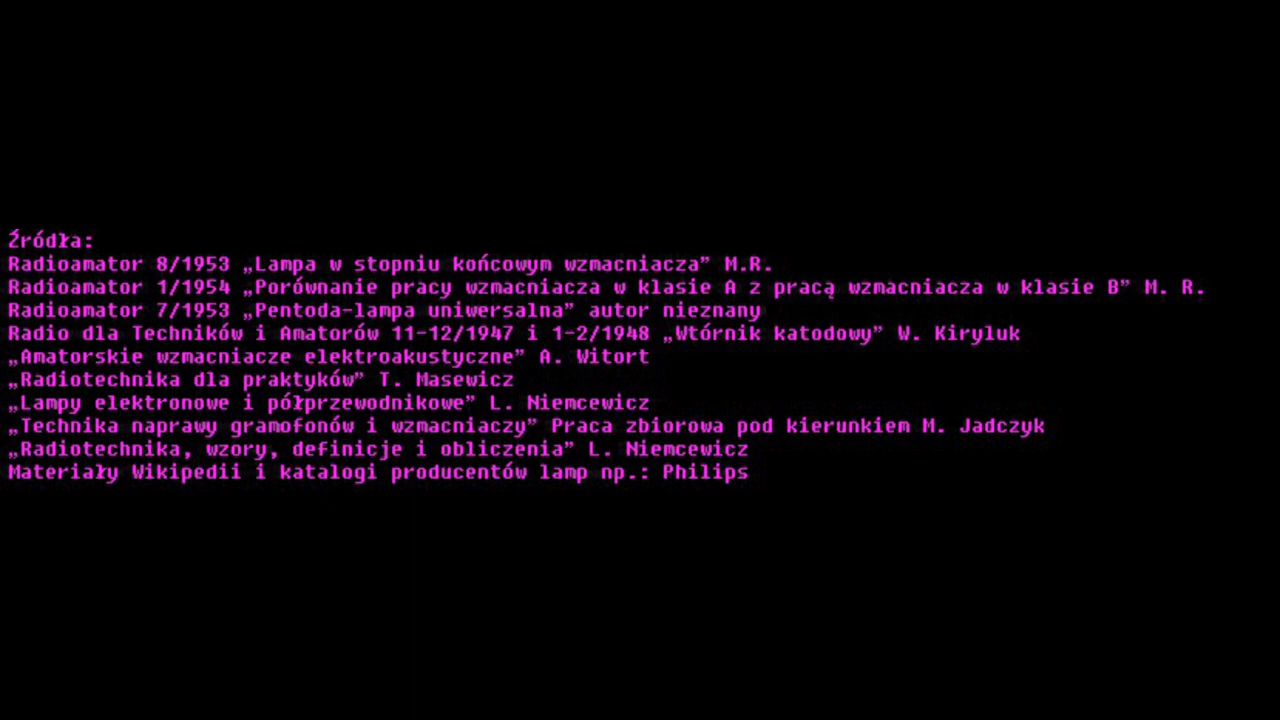 Źródła:
Radioamator 8/1953 „Lampa w stopniu końcowym wzmacniacza” M.R.
Radioamator 1/1954 „Porównanie pracy wzmacniacza w klasie A z pracą wzmacniacza w klasie B” M. R.
Radioamator 7/1953 „Pentoda-lampa uniwersalna” autor nieznany
Radio dla Techników i Amatorów 11-12/1947 i 1-2/1948 „Wtórnik katodowy” W. Kiryluk
„Amatorskie wzmacniacze elektroakustyczne” A. Witort
„Radiotechnika dla praktyków” T. Masewicz
„Lampy elektronowe i półprzewodnikowe” L. Niemcewicz
„Technika naprawy gramofonów i wzmacniaczy” Praca zbiorowa pod kierunkiem M. Jadczyk
„Radiotechnika, wzory, definicje i obliczenia” L. Niemcewicz
Materiały Wikipedii i katalogi producentów lamp np.: Philips